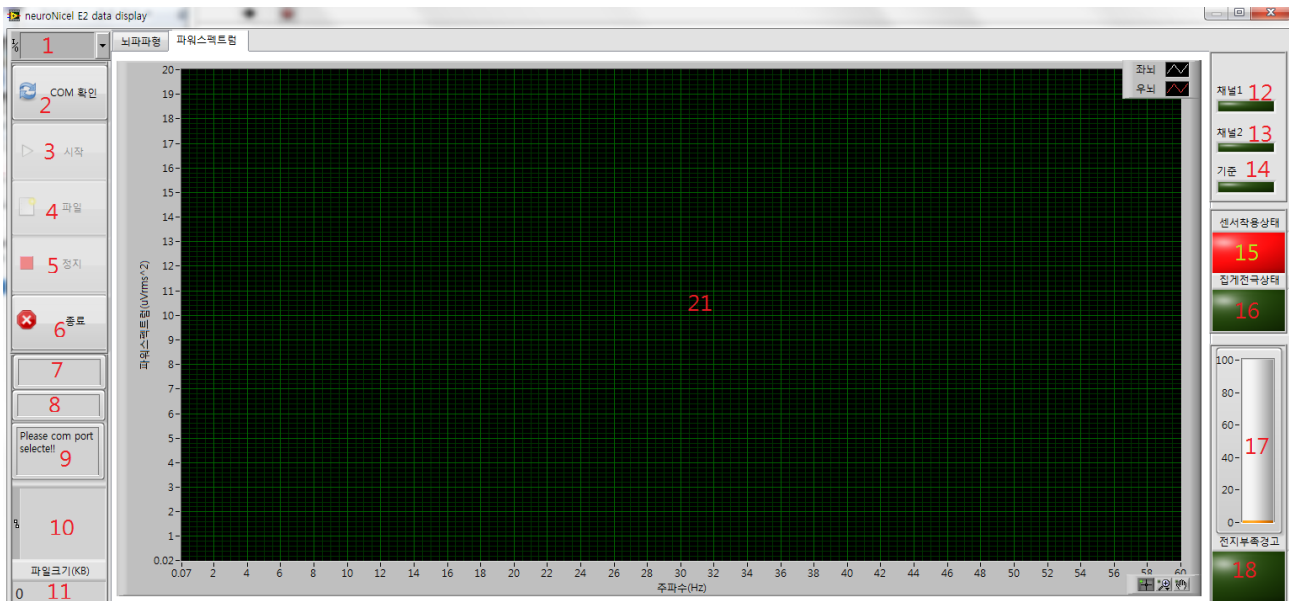 neuroNicel E2 data display
1
뇌파파형 파워스펙트럼
COM 확인
2
3 시작
4 파일
5 정지
6 종료
7
8
Please com port
selecte!!
9
10
파일크기(KB)
0 11
파워스펙트럼(uVrms^2)
20
19
18
17
16
15
14
13
12
11
10
9
8
7
6
5
4
3
2
1
0.02
0.07 2 4 6 8 10 12 14 16 18 20 22 24 26 28 30 32 34 36 38 40 42 44 46 48 50 52 54 56 58 60
주파수(Hz)
21
좌뇌
우뇌
채널1 12
채널2 13
기준 14
센서착용상태
15
집게전극상태
16
100
80
60
40
20
0
17
전지부족경고
18